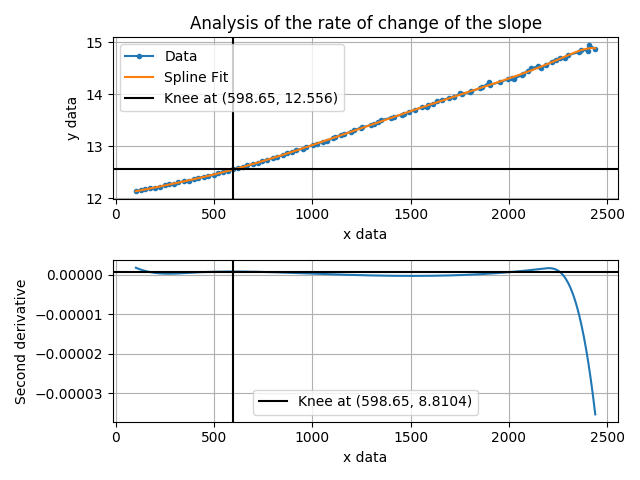 Analysis of the rate of change of the slope
15
14
13
12
y data
Data
Spline Fit
Knee at (598.65, 12.556)
0 500 1000 1500 2000 2500
x data
0.00000
−0.00001
−0.00002
−0.00003
Second derivative
Knee at (598.65, 8.8104)
0 500 1000 1500 2000 2500
x data